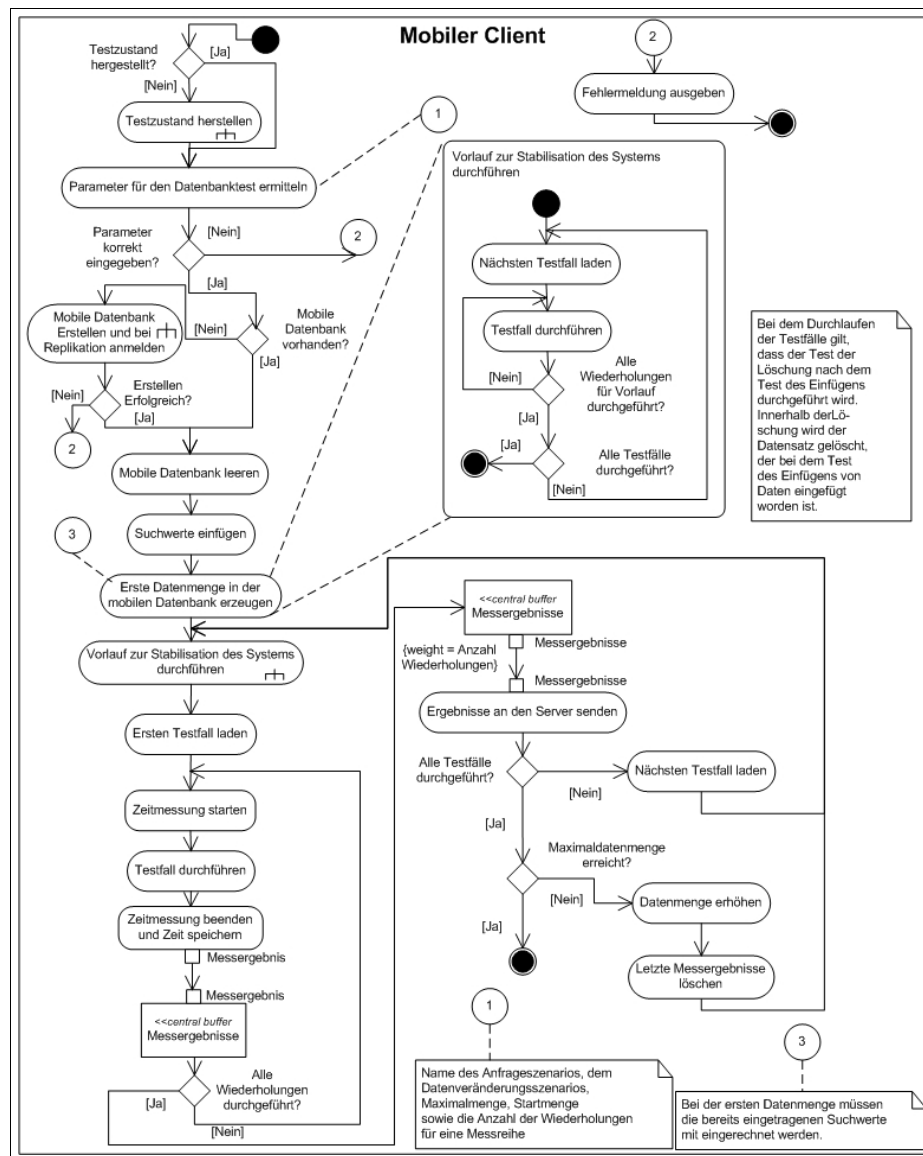 Mobiler Client
Testzustand
hergestellt?
[Ja]
[Nein]
Testzustand herstellen
1
Parameter für den Datenbanktest ermitteln
Parameter
korrekt
eingegeben?
[Nein]
2
[Ja]
Mobile Datenbank
Erstellen und bei
Replikation anmelden
[Nein]
Mobile
Datenbank
vorhanden?
[Ja]
Erstellen
Erfolgreich?
[Nein]
[Ja]
2
Mobile Datenbank leeren
Suchwerte einfügen
3
Erste Datenmenge in der
mobilen Datenbank erzeugen
Vorlauf zur Stabilisation des Systems
durchführen
Ersten Testfall laden
Zeitmessung starten
Testfall durchführen
Zeitmessung beenden
und Zeit speichern
Messergebnis
Messergebnis
<<central buffer
Messergebnisse
Alle
Wiederholungen
durchgeführt?
[Ja]
[Nein]
2
Fehlermeldung ausgeben
Vorlauf zur Stabilisation des Systems
durchführen
Nächsten Testfall laden
Testfall durchführen
[Nein]
Alle
Wiederholungen
für Vorlauf
durchgeführt?
[Ja]
[Ja]
Alle Testfälle
durchgeführt?
[Nein]
Bei dem Durchlaufen
der Testfälle gilt,
dass der Test der
Löschung nach dem
Test des Einfügens
durchgeführt wird.
Innerhalb derLö-
schung wird der
Datensatz gelöscht,
der bei dem Test
des Einfügens von
Daten eingefügt
worden ist.
<<central buffer
Messergebnisse
Messergebnisse
{weight = Anzahl
Wiederholungen}
Messergebnisse
Ergebnisse an den Server senden
Alle Testfälle
durchgeführt?
[Nein]
Nächsten Testfall laden
[Ja]
Maximaldatenmenge
erreicht?
[Nein]
Datenmenge erhöhen
[Ja]
Letzte Messergebnisse
löschen
1
Name des Anfrageszenarios, dem
Datenveränderungsszenarios,
Maximalmenge, Startmenge
sowie die Anzahl der Wiederholungen
für eine Messreihe
3
Bei der ersten Datenmenge müssen
die bereits eingetragenen Suchwerte
mit eingerechnet werden.